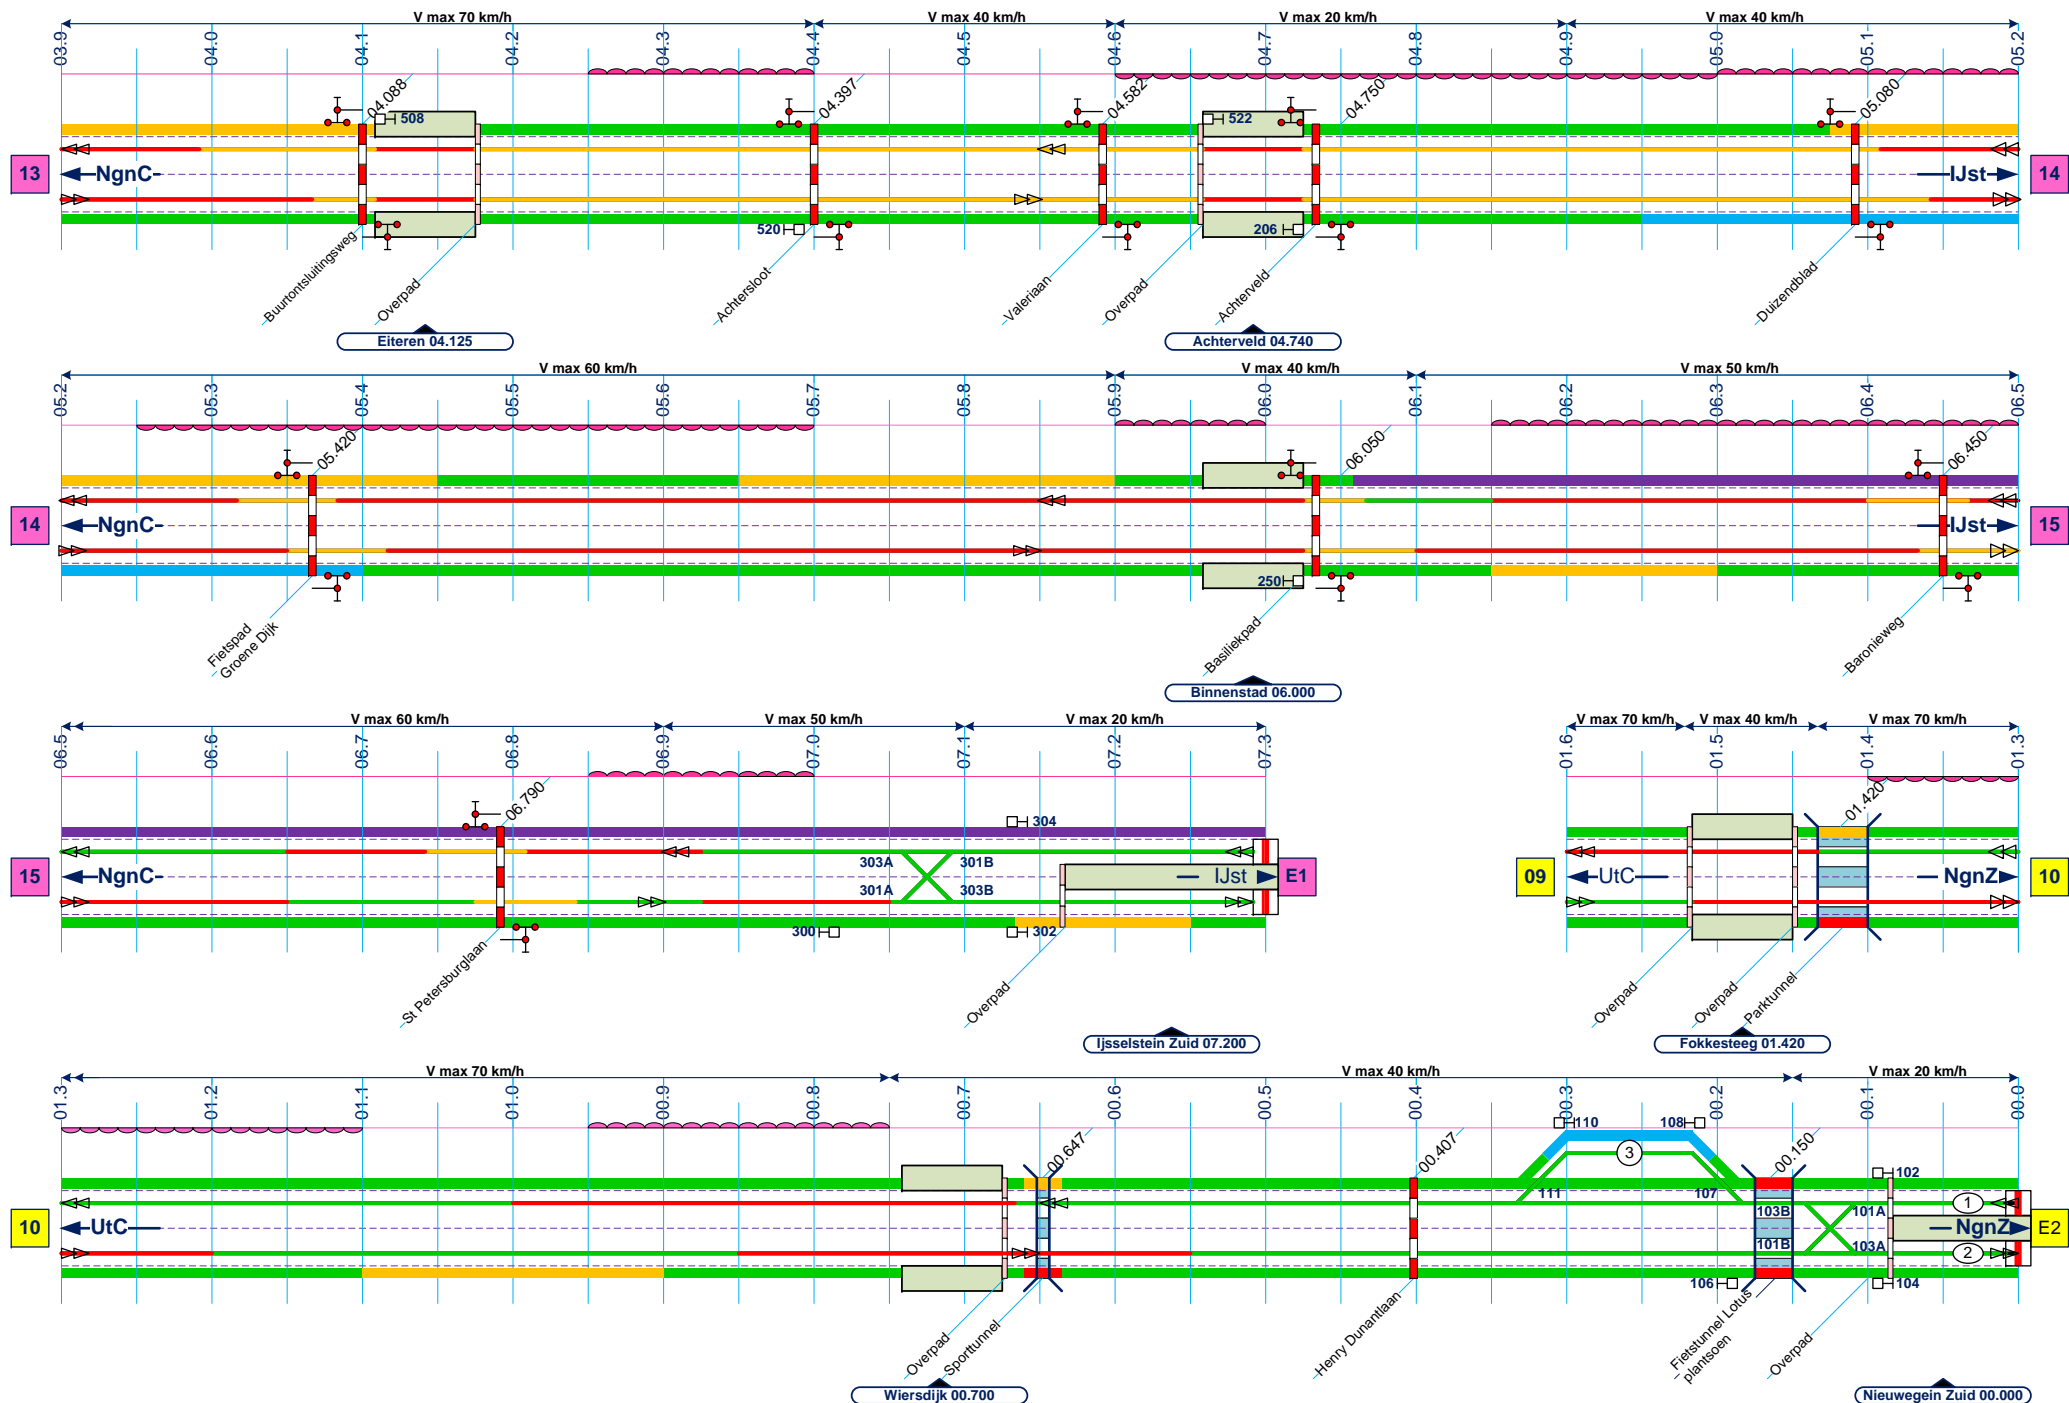 V max 70 km/h V max 40 km/h V max 20 km/h V max 40 km/h
03.9 04.0 04.1 04.2 04.3 04.4 04.5 04.6 04.7 04.8 04.9 05.0 05.1 05.2
04.088 04.397 04.582 04.750 05.080
508 522
13 NgnC IJst 14
520 206
Buurtontsluitingsweg Overpad Achtersloot Valeriaan Overpad Achterveld Duizendblad
Eiteren 04.125 Achterveld 04.740
V max 60 km/h V max 40 km/h V max 50 km/h
05.2 05.3 05.4 05.5 05.6 05.7 05.8 05.9 06.0 06.1 06.2 06.3 06.4 06.5
05.420 06.050 06.450
14 NgnC IJst 15
250
Fietspad
Groene Dijk
Basiliekpad Baronieweg
Binnenstad 06.000
V max 60 km/h V max 50 km/h V max 20 km/h
06.5 06.6 06.7 06.8 06.9 07.0 07.1 07.2 07.3
06.790
304
303A 301B
15 NgnC IJst E1
301A 303B
300 302
St Petersburglaan Overpad
Ijsselstein Zuid 07.200
V max 70 km/h V max 40 km/h V max 70 km/h
01.6 01.5 01.4 01.3
01.420
09 UtC NgnZ 10
Overpad Overpad Parktunnel
Fokkesteeg 01.420
V max 70 km/h V max 40 km/h V max 20 km/h
01.3 01.2 01.1 01.0 00.9 00.8 00.7 00.6 00.5 00.4 00.3 00.2 00.1 00.0
110 108
00.647 00.407 3 00.150
102
111 107
103B 101A 1
10 UtC NgnZ E2
101B 103A 2
106 104
Overpad Sporttunnel Henry Dunantlaan
Fietstunnel Lotus
plantsoen
Overpad
Wiersdijk 00.700 Nieuwegein Zuid 00.000